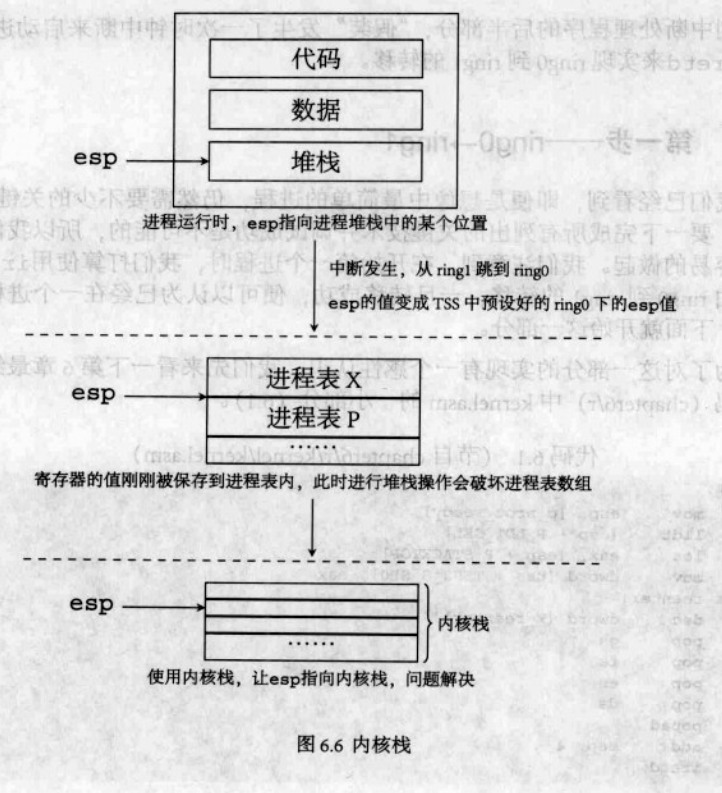 代码
数据
堆栈
esp
进程运行时，esp指向进程堆栈中的某个位置
中断发生，从 ring1 跳到 ring0
esp的值变成 TSS 中预设好的 ring0 下的esp值
进程表 X
esp
进程表 P
……
寄存器的值刚刚被保存到进程表内，此时进行堆栈操作会破坏进程表数组
esp
……
内核栈
使用内核栈，让esp指向内核栈，问题解决
图 6.6 内核栈